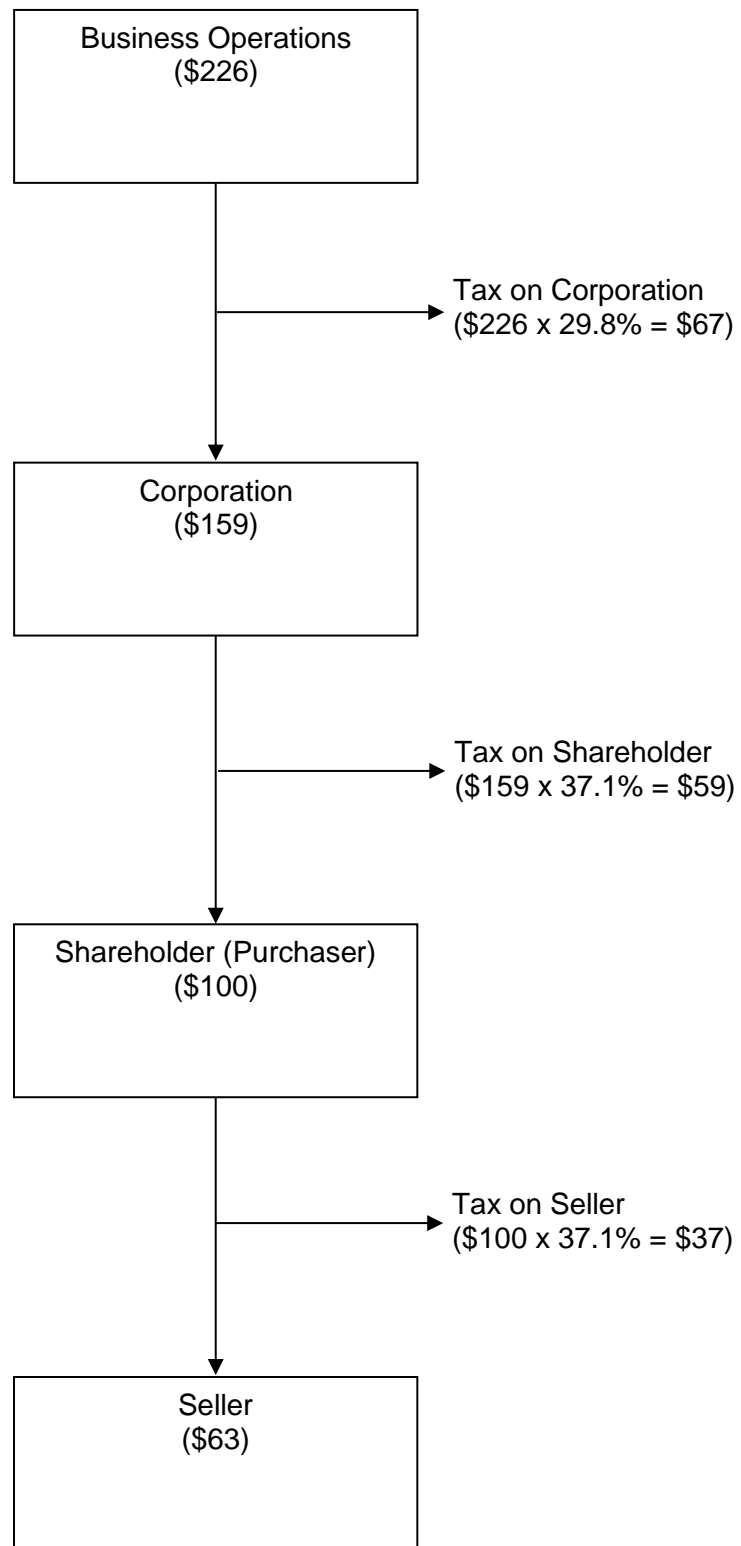 Business Operations
($226)
Tax on Corporation
($226 x 29.8% = $67)
Corporation
($159)
Tax on Shareholder
($159 x 37.1% = $59)
Shareholder (Purchaser)
($100)
Tax on Seller
($100 x 37.1% = $37)
Seller
($63)